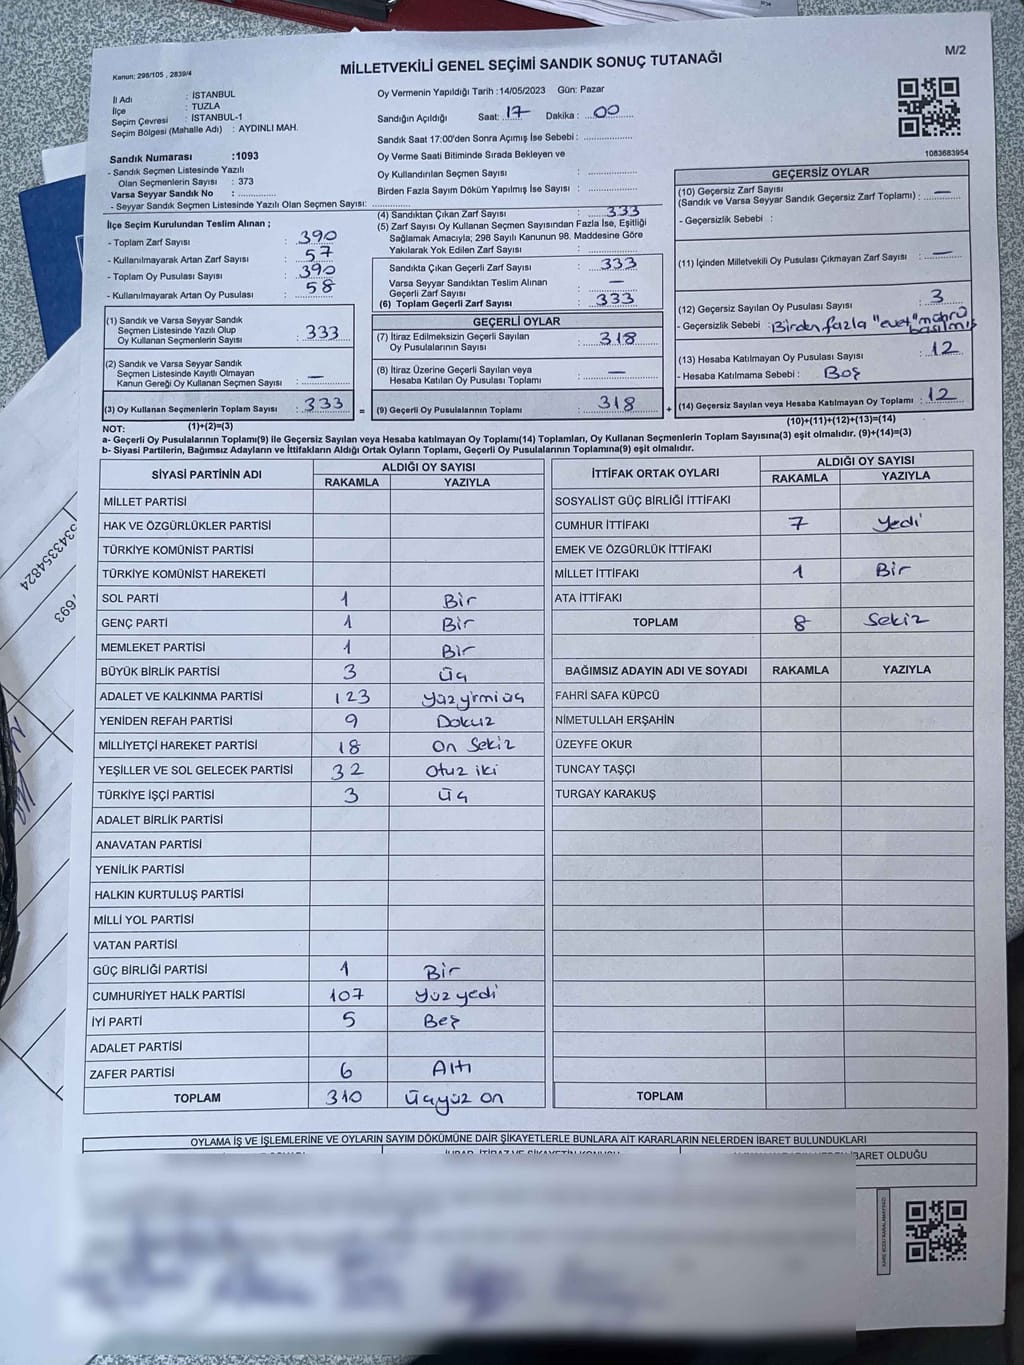 M/2
Kanun: 298/105 , 2839/4
MİLLETVEKİLİ GENEL SEÇİMİ SANDIK SONUÇ TUTANAĞI
İl Adı : İSTANBUL
İlçe : TUZLA
Seçim Çevresi : İSTANBUL-1
Seçim Bölgesi (Mahalle Adı) : AYDINLI MAH.
Oy Vermenin Yapıldığı Tarih :14/05/2023 Gün: Pazar
Sandığın Açıldığı Saat: 17 Dakika : 00
Sandık Saat 17:00'den Sonra Açımış İse Sebebi :
Oy Verme Saati Bitiminde Sırada Bekleyen ve
Oy Kullandırılan Seçmen Sayısı :
Birden Fazla Sayım Döküm Yapılmış İse Sayısı :
1083683954
Sandık Numarası :1093
- Sandık Seçmen Listesinde Yazılı
Olan Seçmenlerin Sayısı : 373
Varsa Seyyar Sandık No :
- Seyyar Sandık Seçmen Listesinde Yazılı Olan Seçmen Sayısı:
İlçe Seçim Kurulundan Teslim Alınan ;
- Toplam Zarf Sayısı : 390
- Kullanılmayarak Artan Zarf Sayısı : 57
- Toplam Oy Pusulası Sayısı : 390
- Kullanılmayarak Artan Oy Pusulası : 58
(4) Sandıktan Çıkan Zarf Sayısı : 333
(5) Zarf Sayısı Oy Kullanan Seçmen Sayısından Fazla İse, Eşitliği
Sağlamak Amacıyla; 298 Sayılı Kanunun 98. Maddesine Göre
Yakılarak Yok Edilen Zarf Sayısı :
Sandıkta Çıkan Geçerli Zarf Sayısı : 333
Varsa Seyyar Sandıktan Teslim Alınan
Geçerli Zarf Sayısı : —
(6) Toplam Geçerli Zarf Sayısı : 333
GEÇERSİZ OYLAR
(10) Geçersiz Zarf Sayısı
(Sandık ve Varsa Seyyar Sandık Geçersiz Zarf Toplamı) : —
- Geçersizlik Sebebi :
(11) İçinden Milletvekili Oy Pusulası Çıkmayan Zarf Sayısı : —
(12) Geçersiz Sayılan Oy Pusulası Sayısı : 3
- Geçersizlik Sebebi : Birden fazla "evet" mührü basılmış
(13) Hesaba Katılmayan Oy Pusulası Sayısı : 12
- Hesaba Katılmama Sebebi : Boş
(14) Geçersiz Sayılan veya Hesaba Katılmayan Oy Toplamı : 12
(10)+(11)+(12)+(13)=(14)
(1) Sandık ve Varsa Seyyar Sandık
Seçmen Listesinde Yazılı Olup
Oy Kullanan Seçmenlerin Sayısı : 333
(2) Sandık ve Varsa Seyyar Sandık
Seçmen Listesinde Kayıtlı Olmayan
Kanun Gereği Oy Kullanan Seçmen Sayısı : —
(3) Oy Kullanan Seçmenlerin Toplam Sayısı : 333 =
(1)+(2)=(3)
GEÇERLİ OYLAR
(7) İtiraz Edilmeksizin Geçerli Sayılan
Oy Pusulalarının Sayısı : 318
(8) İtiraz Üzerine Geçerli Sayılan veya
Hesaba Katılan Oy Pusulası Toplamı : —
(9) Geçerli Oy Pusulalarının Toplamı : 318 +
NOT:
a- Geçerli Oy Pusulalarının Toplamı(9) ile Geçersiz Sayılan veya Hesaba katılmayan Oy Toplamı(14) Toplamları, Oy Kullanan Seçmenlerin Toplam Sayısına(3) eşit olmalıdır. (9)+(14)=(3)
b- Siyasi Partilerin, Bağımsız Adayların ve İttifakların Aldığı Ortak Oyların Toplamı, Geçerli Oy Pusulalarının Toplamına(9) eşit olmalıdır.
SİYASİ PARTİNİN ADI ALDIĞI OY SAYISI
RAKAMLA YAZIYLA
MİLLET PARTİSİ
HAK VE ÖZGÜRLÜKLER PARTİSİ
TÜRKİYE KOMÜNİST PARTİSİ
TÜRKİYE KOMÜNİST HAREKETİ
SOL PARTİ 1 Bir
GENÇ PARTİ 1 Bir
MEMLEKET PARTİSİ 1 Bir
BÜYÜK BİRLİK PARTİSİ 3 Üç
ADALET VE KALKINMA PARTİSİ 123 Yüzyirmiüç
YENİDEN REFAH PARTİSİ 9 Dokuz
MİLLİYETÇİ HAREKET PARTİSİ 18 On Sekiz
YEŞİLLER VE SOL GELECEK PARTİSİ 32 Otuz iki
TÜRKİYE İŞÇİ PARTİSİ 3 Üç
ADALET BİRLİK PARTİSİ
ANAVATAN PARTİSİ
YENİLİK PARTİSİ
HALKIN KURTULUŞ PARTİSİ
MİLLİ YOL PARTİSİ
VATAN PARTİSİ
GÜÇ BİRLİĞİ PARTİSİ 1 Bir
CUMHURİYET HALK PARTİSİ 107 Yüz yedi
İYİ PARTİ 5 Beş
ADALET PARTİSİ
ZAFER PARTİSİ 6 Altı
TOPLAM 310 Üçyüz on
İTTİFAK ORTAK OYLARI ALDIĞI OY SAYISI
RAKAMLA YAZIYLA
SOSYALİST GÜÇ BİRLİĞİ İTTİFAKI
CUMHUR İTTİFAKI 7 Yedi
EMEK VE ÖZGÜRLÜK İTTİFAKI
MİLLET İTTİFAKI 1 Bir
ATA İTTİFAKI
TOPLAM 8 Sekiz
BAĞIMSIZ ADAYIN ADI VE SOYADI RAKAMLA YAZIYLA
FAHRİ SAFA KÜPCÜ
NİMETULLAH ERŞAHİN
ÜZEYFE OKUR
TUNCAY TAŞÇI
TURGAY KARAKUŞ
TOPLAM
OYLAMA İŞ VE İŞLEMLERİNE VE OYLARIN SAYIM DÖKÜMÜNE DAİR ŞİKAYETLERLE BUNLARA AİT KARARLARIN NELERDEN İBARET BULUNDUKLARI
İBARET OLDUĞU
5343354824
7693